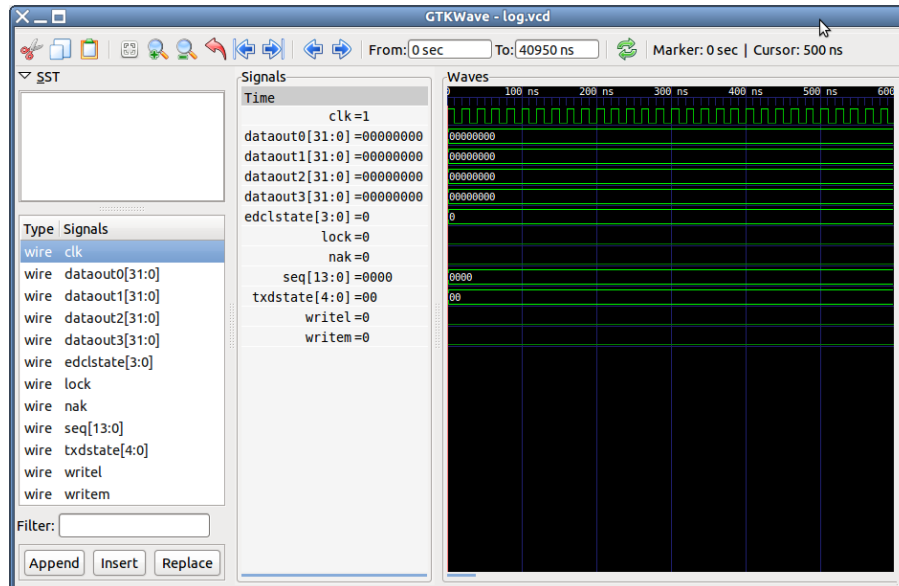 GTKWave - log.vcd
From: 0 sec To: 40950 ns Marker: 0 sec | Cursor: 500 ns
SST
Type Signals
wire clk
wire dataout0[31:0]
wire dataout1[31:0]
wire dataout2[31:0]
wire dataout3[31:0]
wire edclstate[3:0]
wire lock
wire nak
wire seq[13:0]
wire txdstate[4:0]
wire writel
wire writem
Filter:
Append Insert Replace
Signals
Time
clk =1
dataout0[31:0] =00000000
dataout1[31:0] =00000000
dataout2[31:0] =00000000
dataout3[31:0] =00000000
edclstate[3:0] =0
lock =0
nak =0
seq[13:0] =0000
txdstate[4:0] =00
writel =0
writem =0
Waves
100 ns 200 ns 300 ns 400 ns 500 ns 600
00000000
00000000
00000000
00000000
0
0000
00